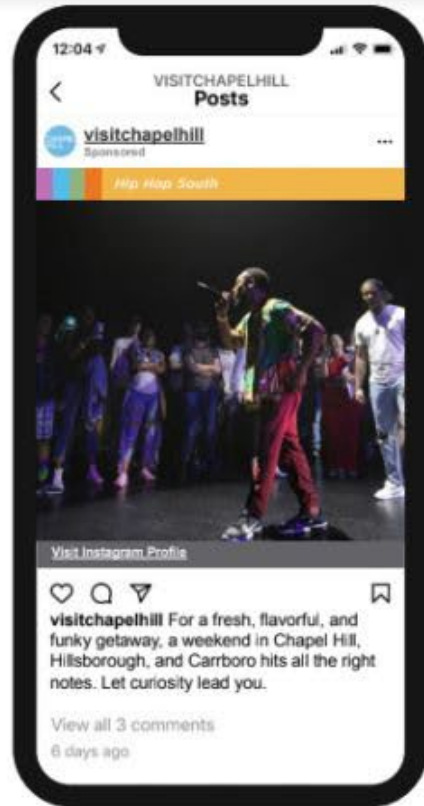 12:04
VISITCHAPELHILL
Posts
visitchapelhill
Sponsored
Hip Hop South
Visit Instagram Profile
visitchapelhill For a fresh, flavorful, and
funky getaway, a weekend in Chapel Hill,
Hillsborough, and Carrboro hits all the right
notes. Let curiosity lead you.
View all 3 comments
6 days ago